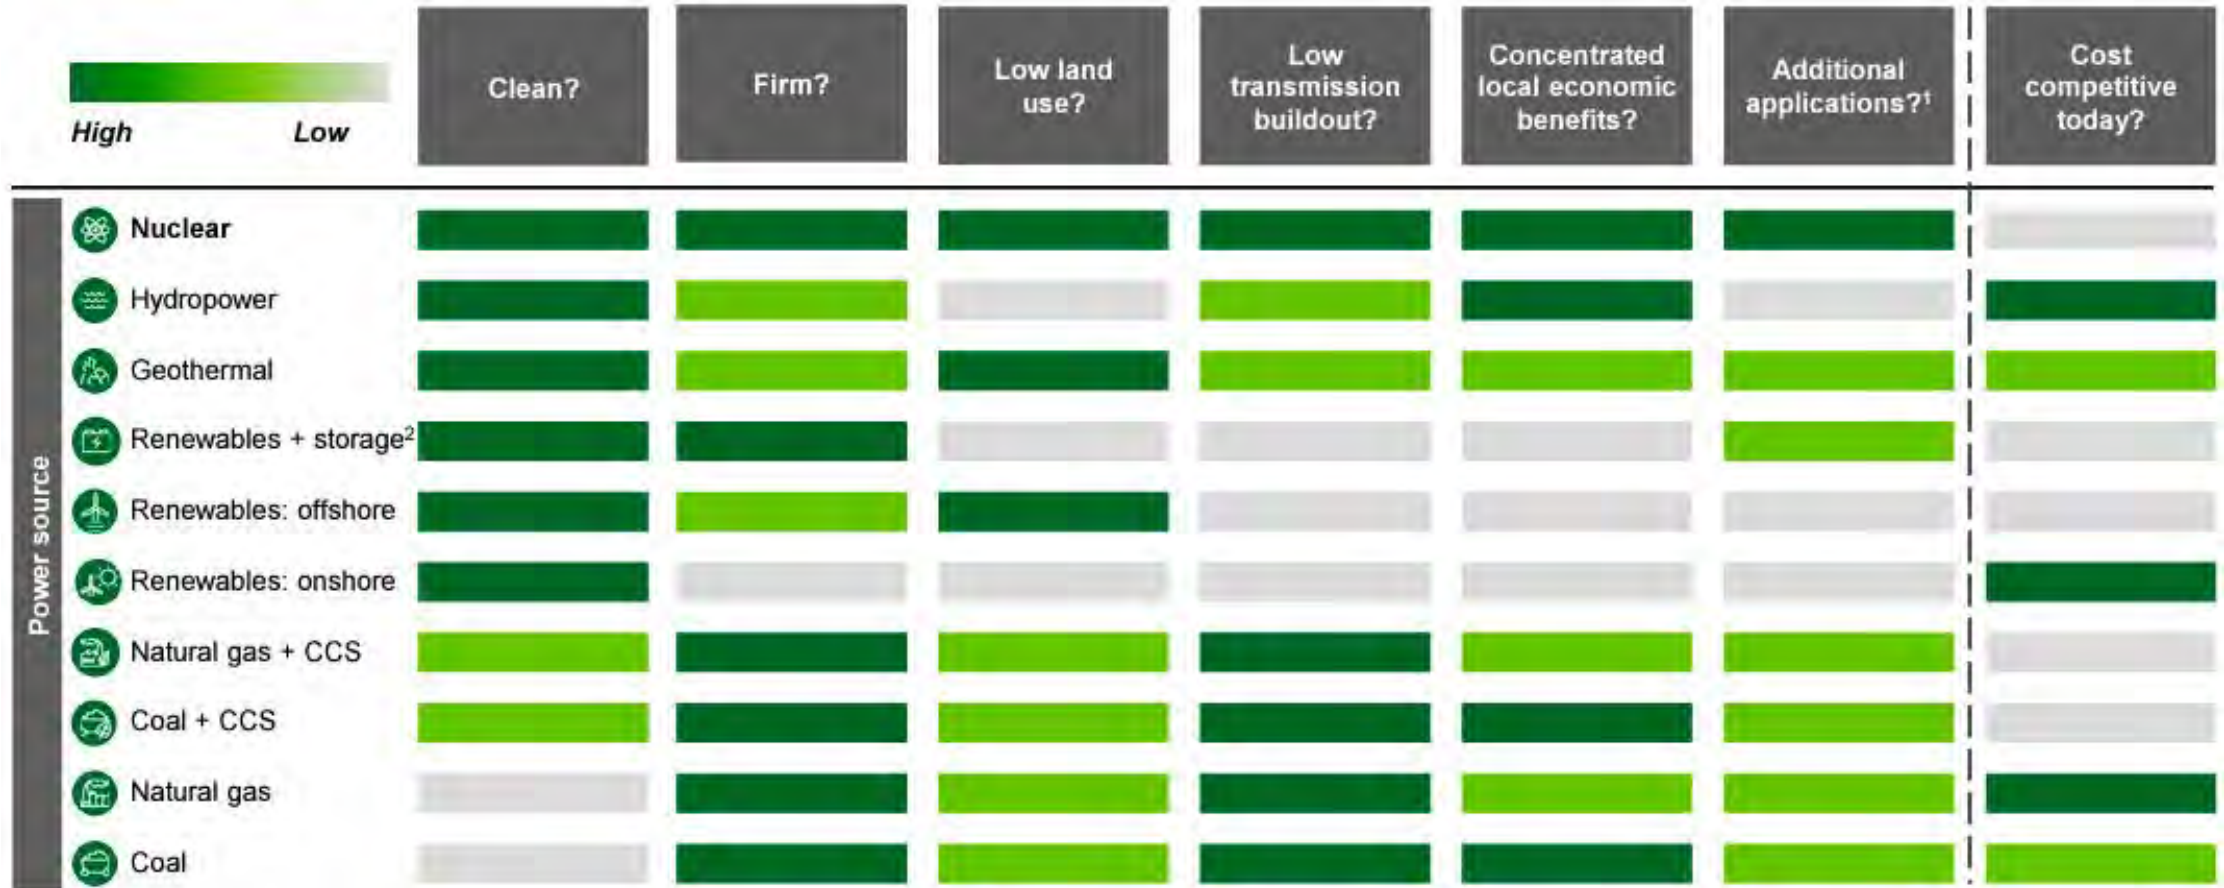 High Low
Clean?
Firm?
Low land
use?
Low
transmission
buildout?
Concentrated
local economic
benefits?
Additional
applications?¹
Cost
competitive
today?
Power source
Nuclear
Hydropower
Geothermal
Renewables + storage²
Renewables: offshore
Renewables: onshore
Natural gas + CCS
Coal + CCS
Natural gas
Coal